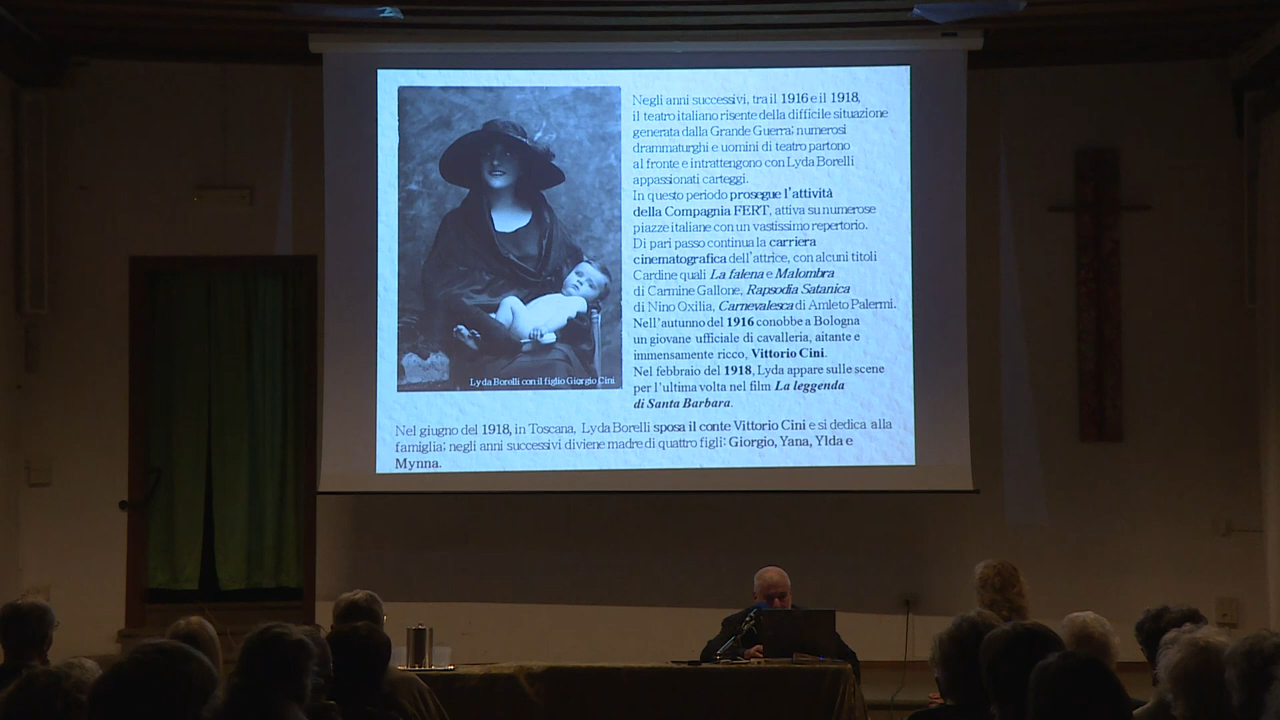 Negli anni successivi, tra il 1916 e il 1918,
il teatro italiano risente della difficile situazione
generata dalla Grande Guerra; numerosi
drammaturghi e uomini di teatro partono
al fronte e intrattengono con Lyda Borelli
appassionati carteggi.
In questo periodo prosegue l'attività
della Compagnia FERT, attiva su numerose
piazze italiane con un vastissimo repertorio.
Di pari passo continua la carriera
cinematografica dell'attrice, con alcuni titoli
Cardine quali La falena e Malombra
di Carmine Gallone, Rapsodia Satanica
di Nino Oxilia, Carnevalesca di Amleto Palermi.
Nell'autunno del 1916 conobbe a Bologna
un giovane ufficiale di cavalleria, aitante e
immensamente ricco, Vittorio Cini.
Nel febbraio del 1918, Lyda appare sulle scene
per l'ultima volta nel film La leggenda
di Santa Barbara.
Lyda Borelli con il figlio Giorgio Cini
Nel giugno del 1918, in Toscana, Lyda Borelli sposa il conte Vittorio Cini e si dedica alla
famiglia; negli anni successivi diviene madre di quattro figli: Giorgio, Yana, Ylda e
Mynna.